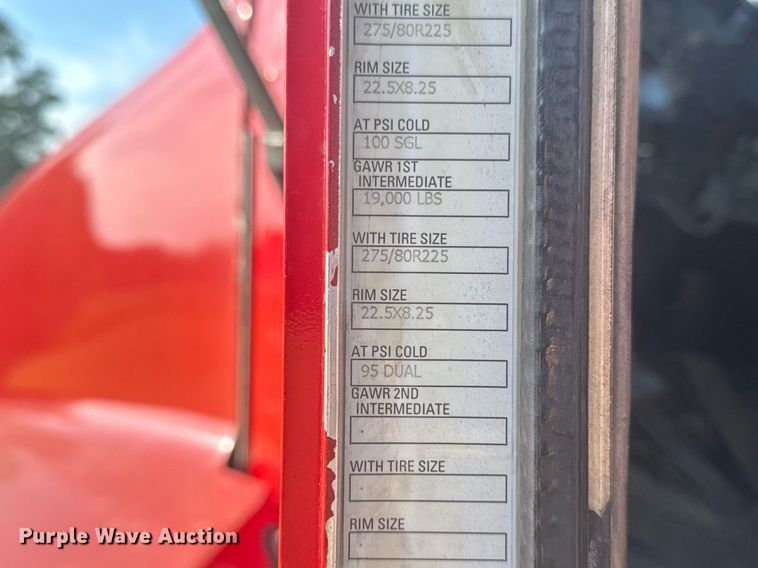 WITH TIRE SIZE
275/80R225
RIM SIZE
22.5X8.25
AT PSI COLD
100 SGL
GAWR 1ST
INTERMEDIATE
19,000 LBS
WITH TIRE SIZE
275/80R225
RIM SIZE
22.5X8.25
AT PSI COLD
95 DUAL
GAWR 2ND
INTERMEDIATE
WITH TIRE SIZE
RIM SIZE
Purple Wave Auction